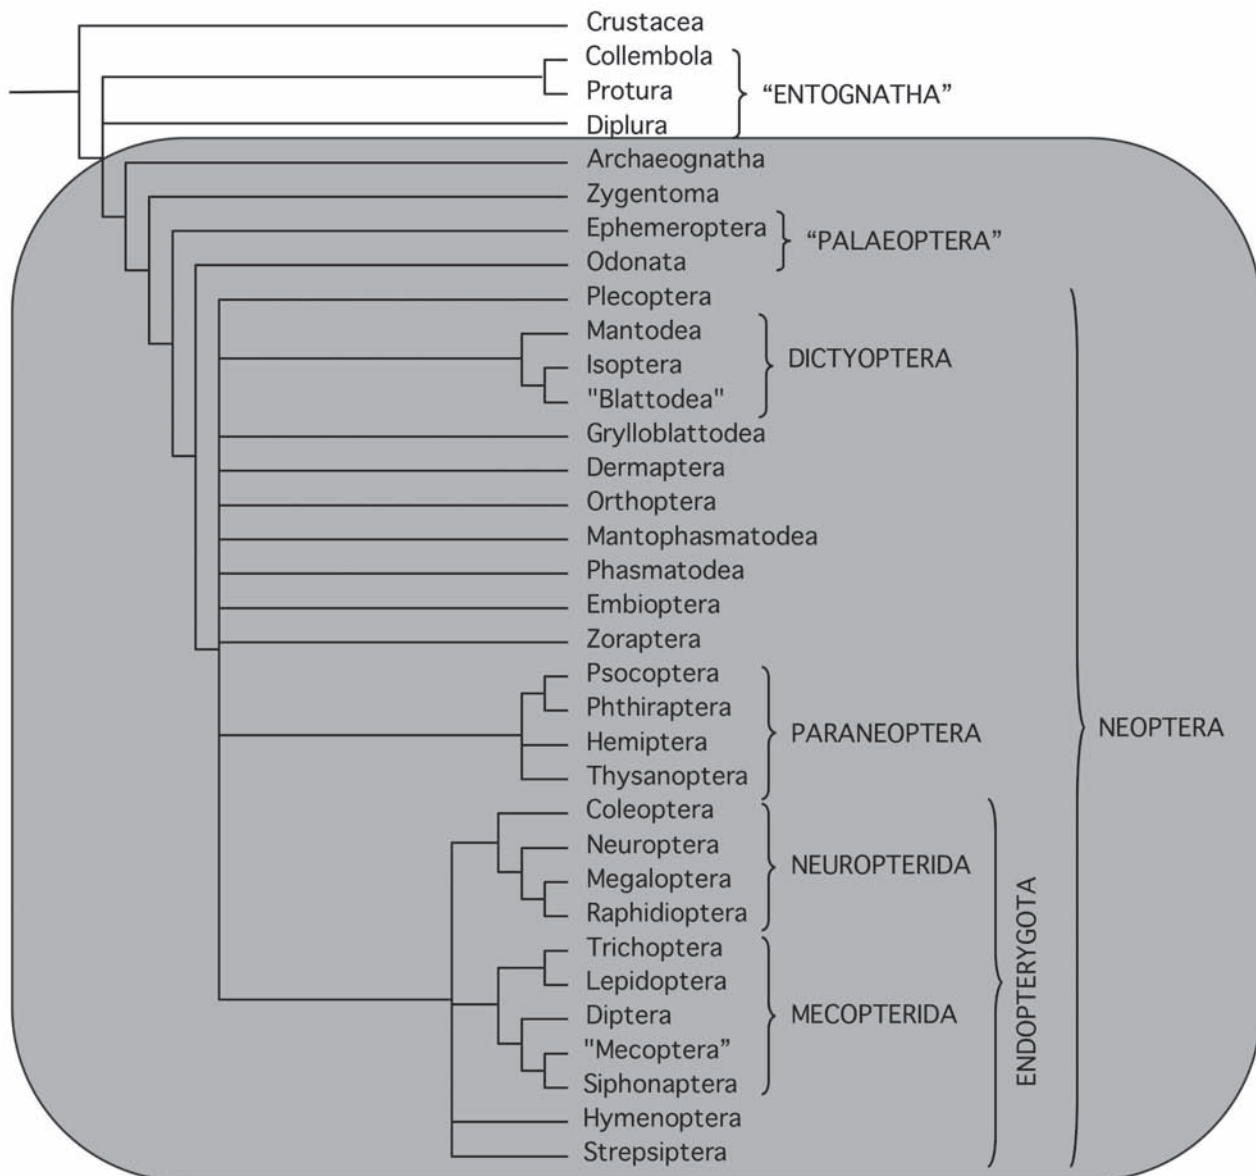 Crustacea
Collembola
Protura
“ENTOGNATHA”
Diplura
Archaeognatha
Zygentoma
Ephemeroptera
“PALAEOPTERA”
Odonata
Plecoptera
Mantodea
Isoptera
DICTYOPTERA
"Blattodea"
Grylloblattodea
Dermaptera
Orthoptera
Mantophasmatodea
Phasmatodea
Embioptera
Zoraptera
Psocoptera
Phthiraptera
Hemiptera
PARANEOPTERA
NEOPTERA
Thysanoptera
Coleoptera
Neuroptera
NEUROPTERIDA
Megaloptera
Raphidioptera
Trichoptera
Lepidoptera
Diptera
MECOPTERIDA
ENDOPTERYGOTA
"Mecoptera”
Siphonaptera
Hymenoptera
Strepsiptera